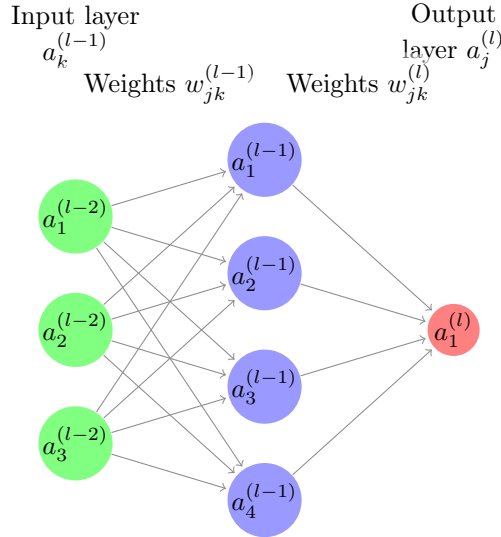 Input layer
a_k^{(l-1)}
Output
layer a_j^{(l)}
Weights w_{jk}^{(l-1)}
Weights w_{jk}^{(l)}
a_1^{(l-1)}
a_1^{(l-2)}
a_2^{(l-1)}
a_2^{(l-2)}
a_1^{(l)}
a_3^{(l-1)}
a_3^{(l-2)}
a_4^{(l-1)}